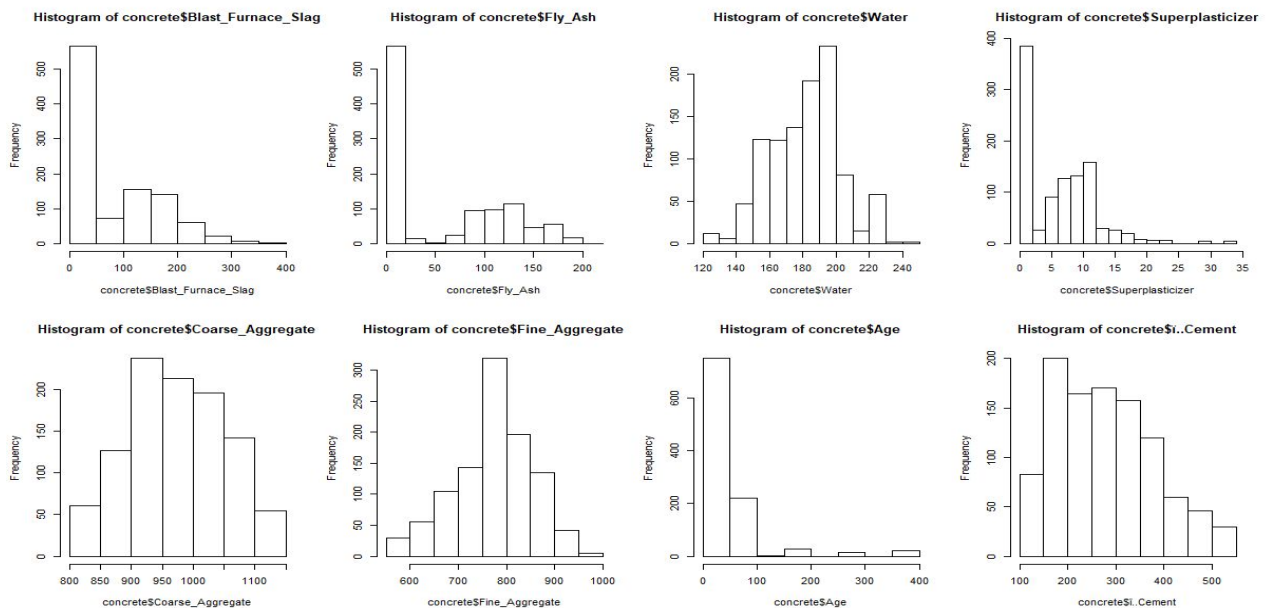 Histogram of concrete$Blast_Furnace_Slag
Frequency
0 100 200 300 400 500
0 100 200 300 400
concrete$Blast_Furnace_Slag
Histogram of concrete$Fly_Ash
Frequency
0 100 200 300 400 500
0 50 100 150 200
concrete$Fly_Ash
Histogram of concrete$Water
Frequency
0 50 100 150 200
120 140 160 180 200 220 240
concrete$Water
Histogram of concrete$Superplasticizer
Frequency
0 100 200 300 400
0 5 10 15 20 25 30 35
concrete$Superplasticizer
Histogram of concrete$Coarse_Aggregate
Frequency
0 50 100 150 200
800 850 900 950 1000 1100
concrete$Coarse_Aggregate
Histogram of concrete$Fine_Aggregate
Frequency
0 50 100 150 200 250 300
600 700 800 900 1000
concrete$Fine_Aggregate
Histogram of concrete$Age
Frequency
0 200 400 600
0 100 200 300 400
concrete$Age
Histogram of concrete$ï..Cement
Frequency
0 50 100 150 200
100 200 300 400 500
concrete$ï..Cement